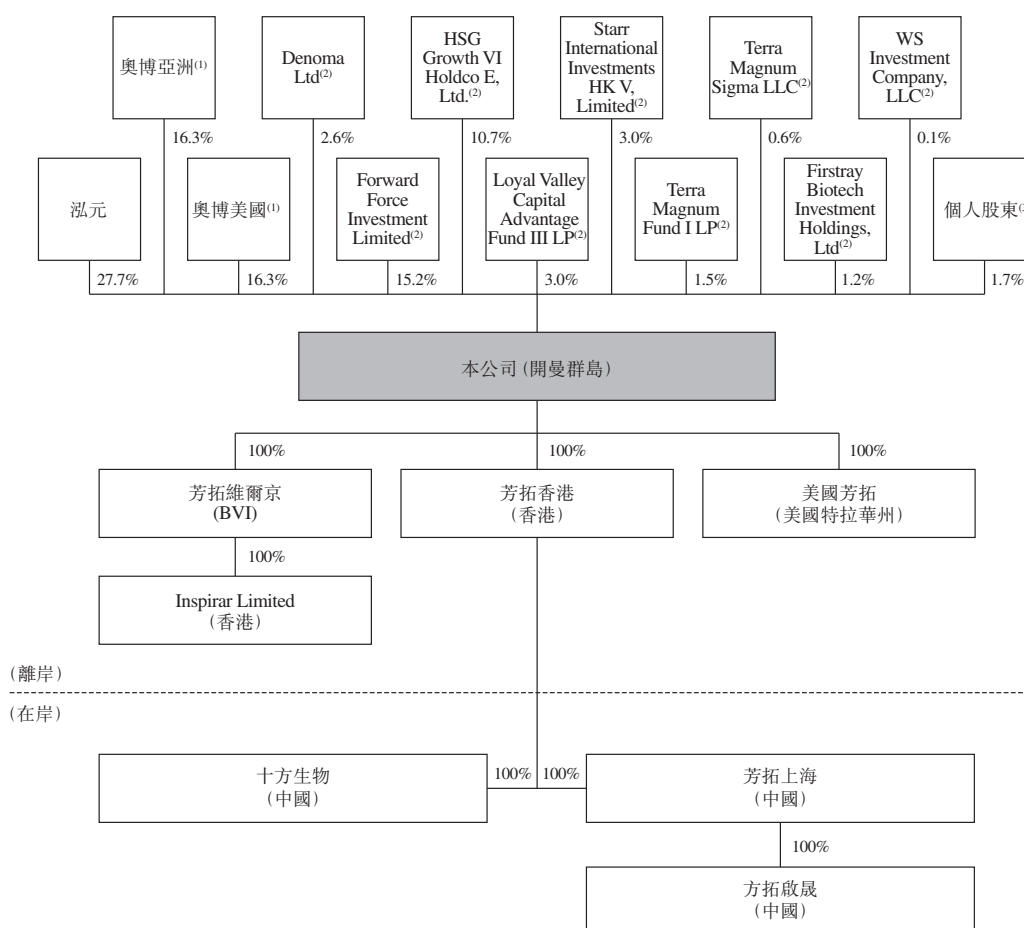 奧博亞洲(1)
Denoma
Ltd(2)
HSG
Growth VI
Holdco E,
Ltd.(2)
Starr
International
Investments
HK V,
Limited(2)
Terra
Magnum
Sigma LLC(2)
WS
Investment
Company,
LLC(2)
16.3%
2.6%
10.7%
3.0%
0.6%
0.1%
泓元
奧博美國(1)
Forward
Force
Investment
Limited(2)
Loyal Valley
Capital
Advantage
Fund III LP(2)
Terra
Magnum
Fund I LP(2)
Firstray
Biotech
Investment
Holdings,
Ltd(2)
個人股東
27.7%
16.3%
15.2%
3.0%
1.5%
1.2%
1.7%
本公司(開曼群島)
100%
100%
100%
芳拓維爾京
(BVI)
芳拓香港
(香港)
美國芳拓
(美國特拉華州)
100%
Inspirar Limited
(香港)
(離岸)
(在岸)
十方生物
(中國)
100%
100%
芳拓上海
(中國)
100%
方拓啟晟
(中國)